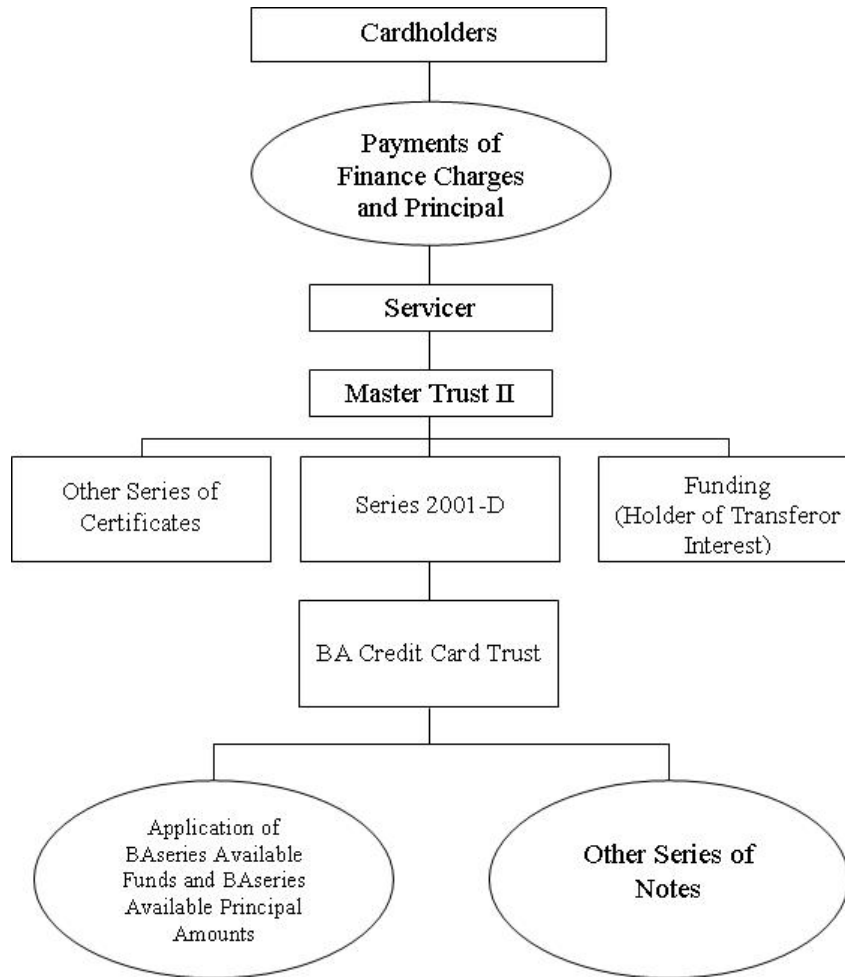 Cardholders
Payments of
Finance Charges
and Principal
Servicer
Master Trust II
Other Series of
Certificates
Series 2001-D
Funding
(Holder of Transferor
Interest)
BA Credit Card Trust
Application of
BAseries Available
Funds and BAseries
Available Principal
Amounts
Other Series of
Notes